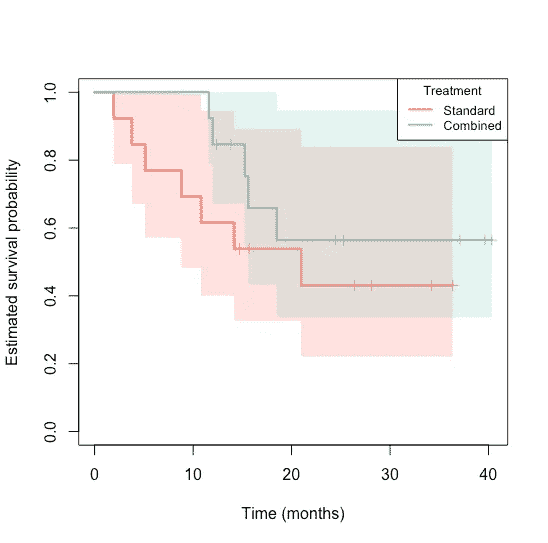 Treatment
Standard
Combined
Estimated survival probability
1.0
0.8
0.6
0.4
0.2
0.0
0 10 20 30 40
Time (months)